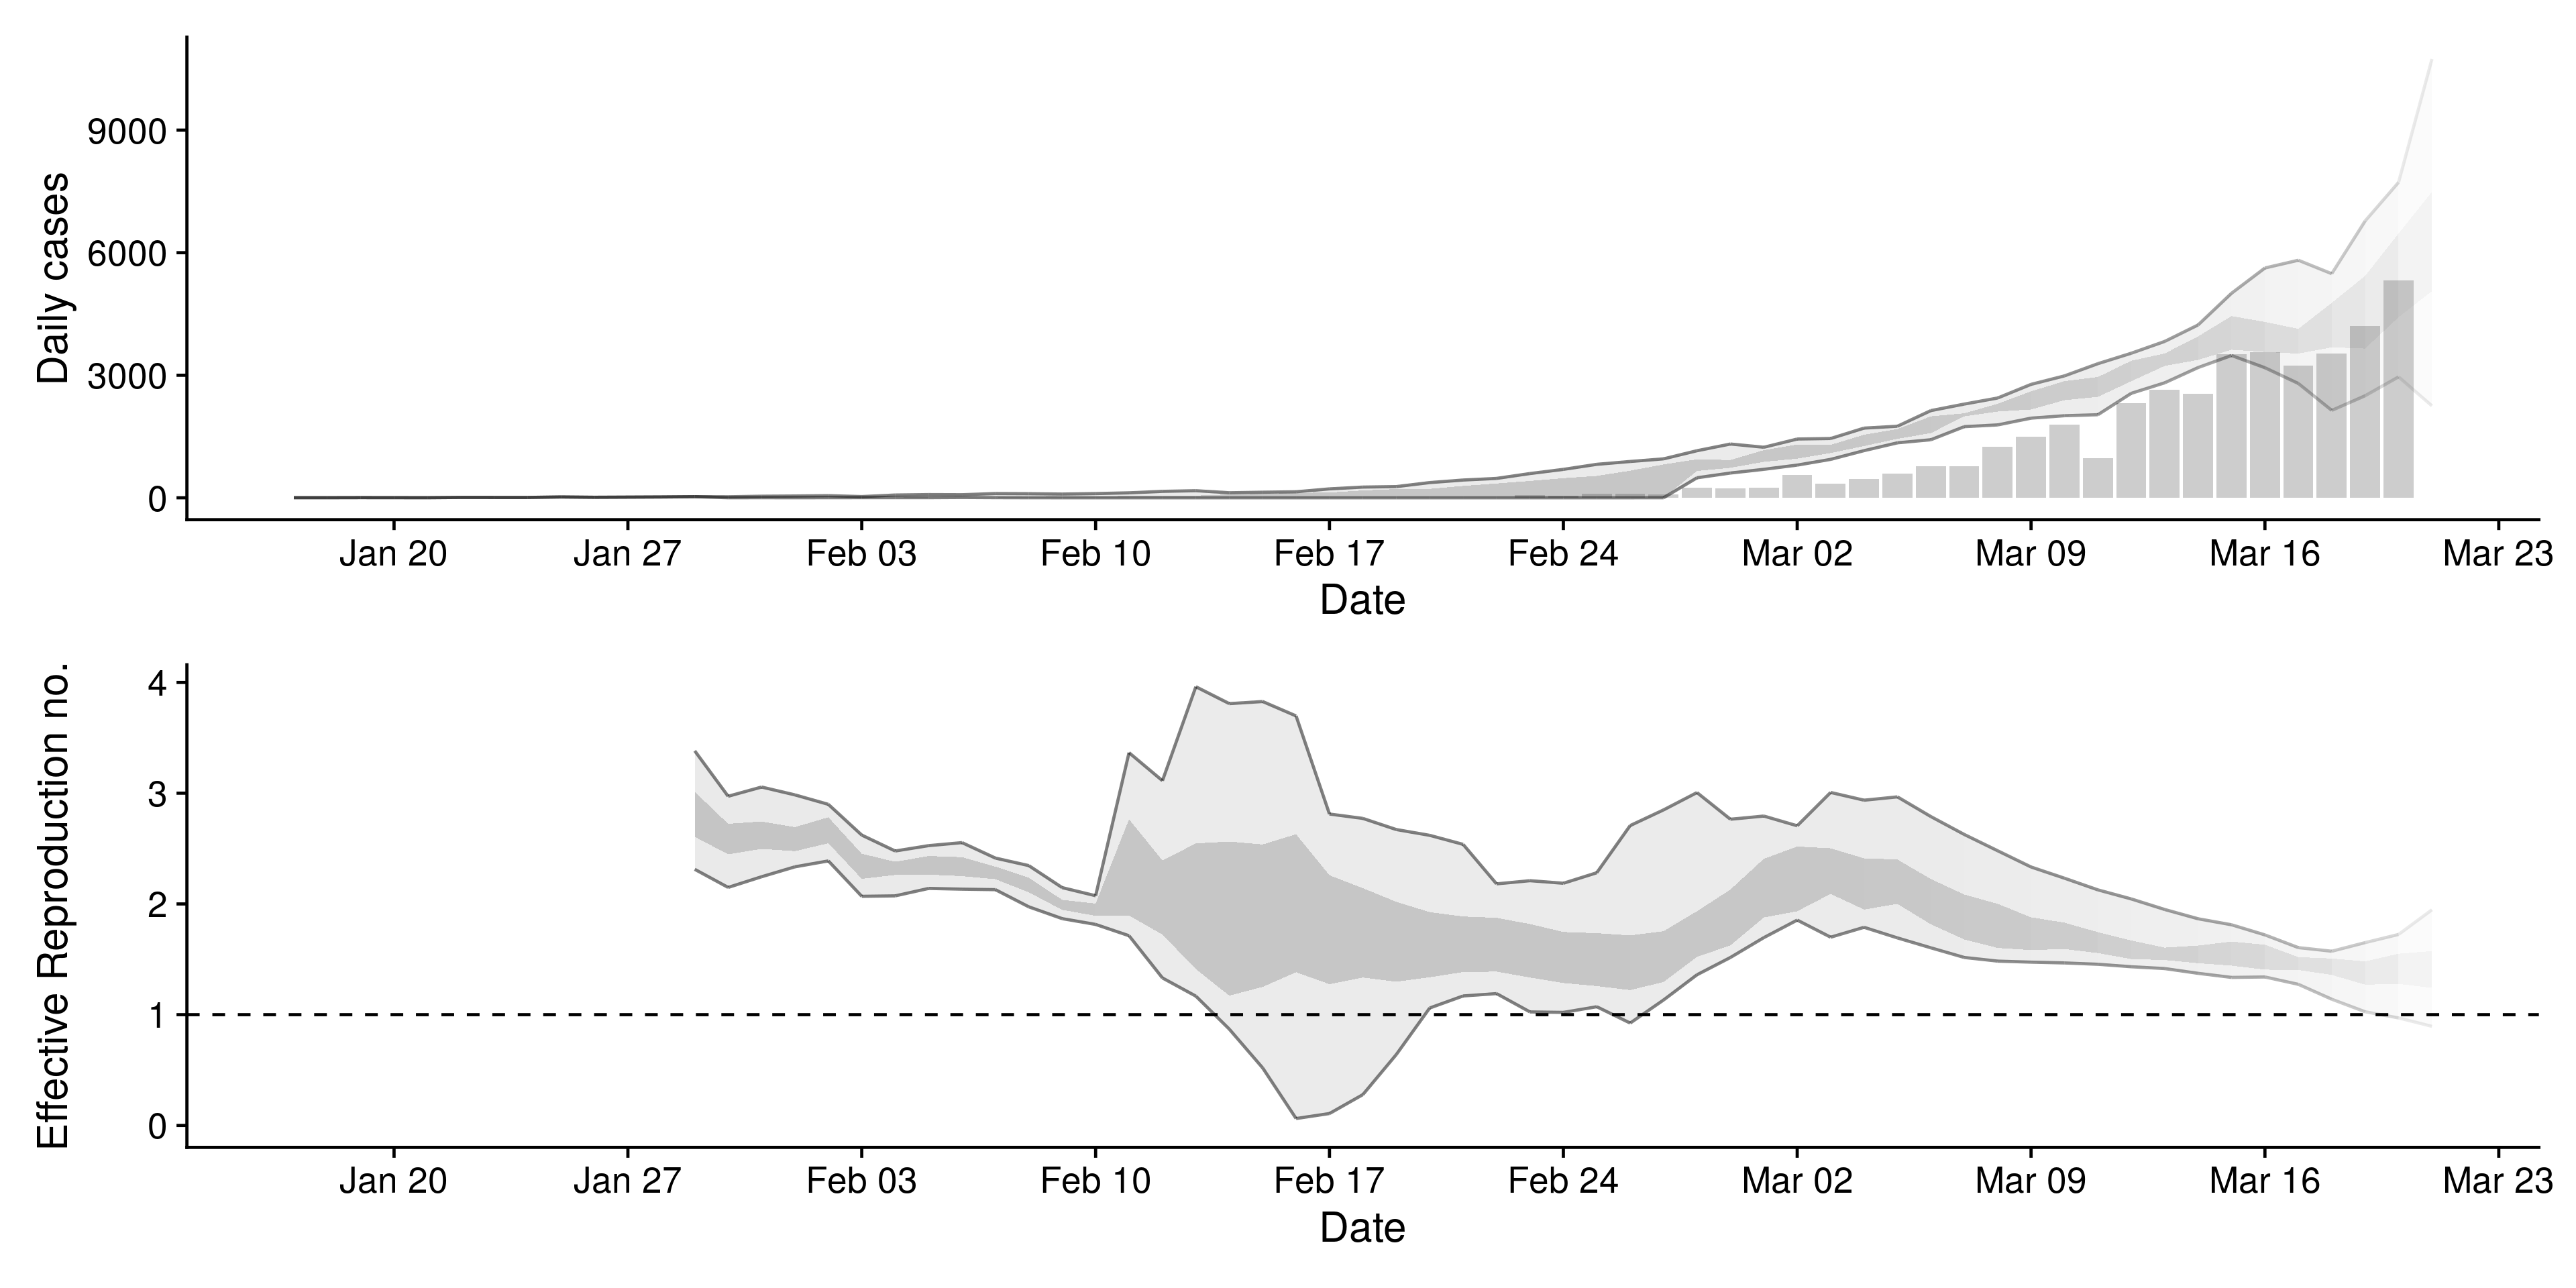 Daily cases
9000
6000
3000
0
Jan 20 Jan 27 Feb 03 Feb 10 Feb 17 Feb 24 Mar 02 Mar 09 Mar 16 Mar 23
Date
Effective Reproduction no.
4
3
2
1
0
Jan 20 Jan 27 Feb 03 Feb 10 Feb 17 Feb 24 Mar 02 Mar 09 Mar 16 Mar 23
Date